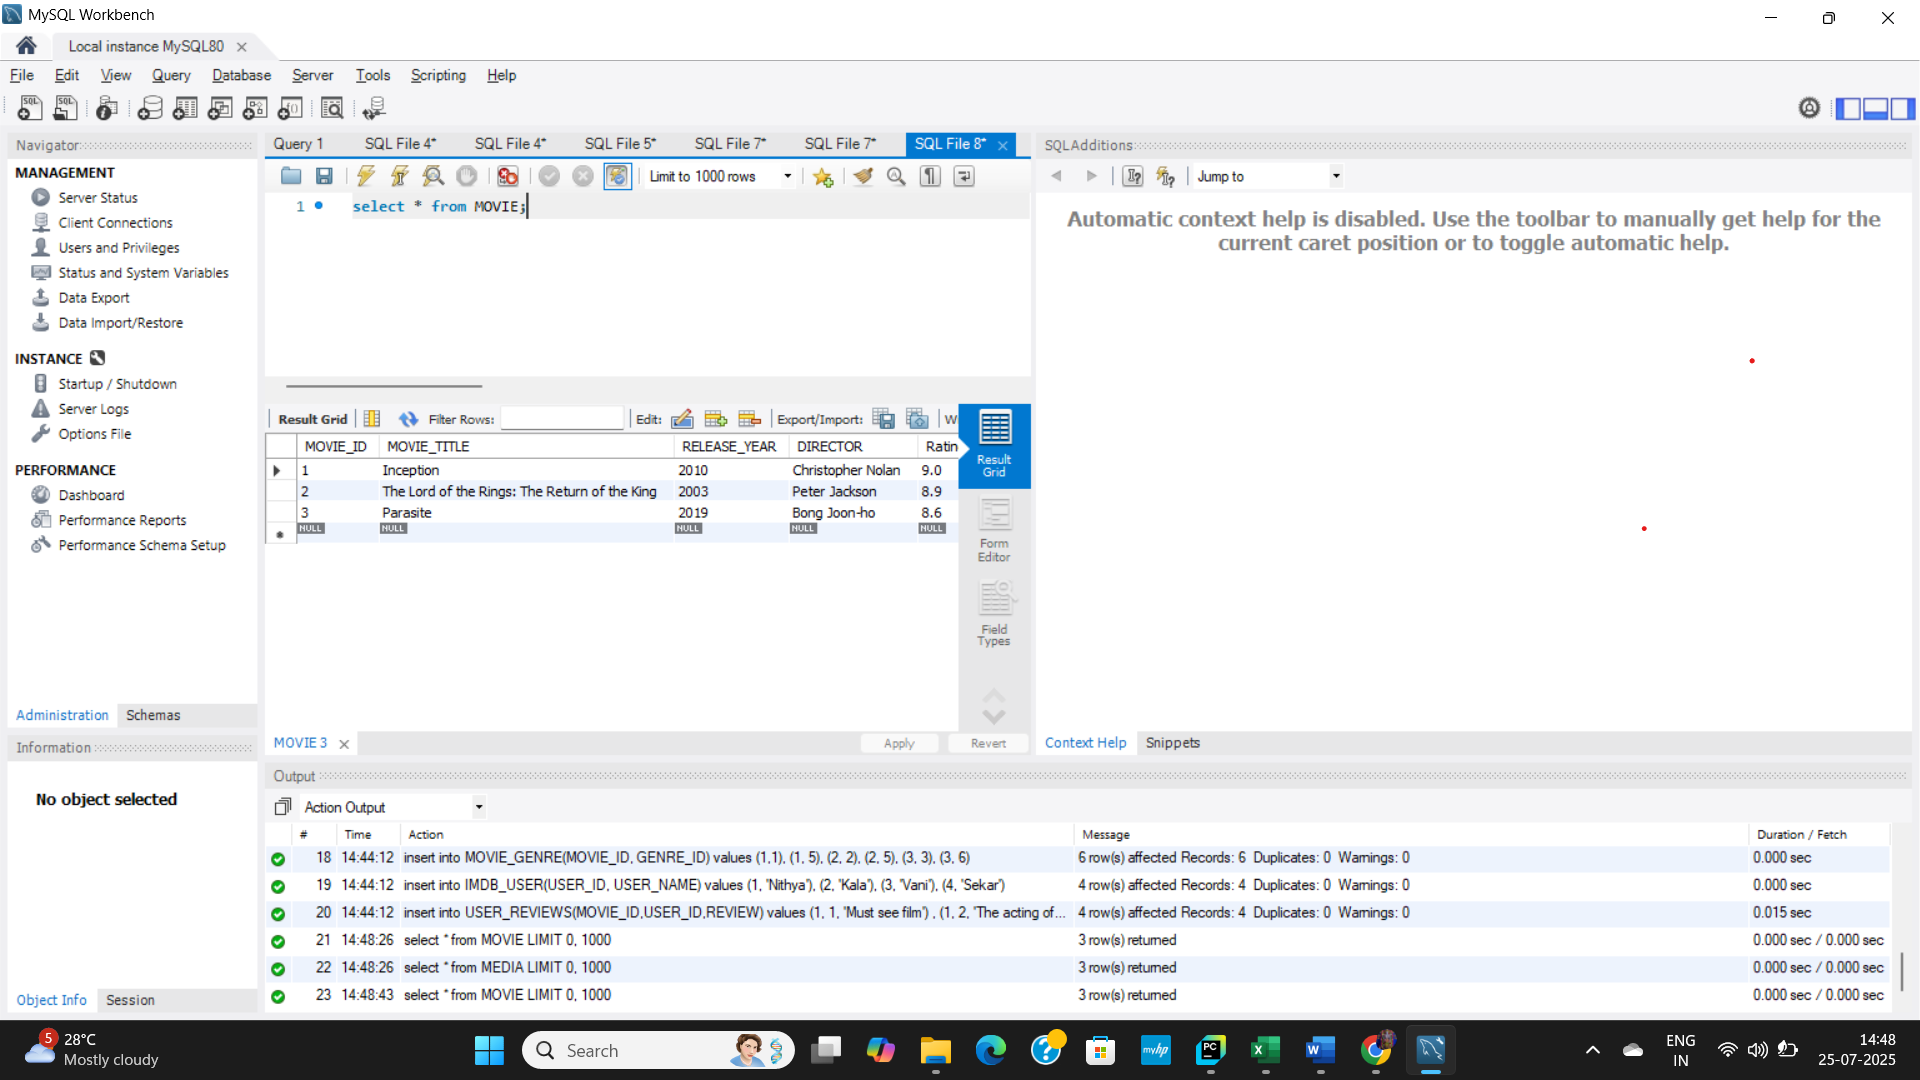 MySQL Workbench
Local instance MySQL80
File Edit View Query Database Server Tools Scripting Help
Navigator
MANAGEMENT
Server Status
Client Connections
Users and Privileges
Status and System Variables
Data Export
Data Import/Restore
INSTANCE
Startup / Shutdown
Server Logs
Options File
PERFORMANCE
Dashboard
Performance Reports
Performance Schema Setup
Administration Schemas
Information
No object selected
Object Info Session
Query 1 SQL File 4* SQL File 4* SQL File 5* SQL File 7* SQL File 7* SQL File 8*
Limit to 1000 rows
1 select * from MOVIE;
Result Grid Filter Rows: Edit: Export/Import: W
MOVIE_ID MOVIE_TITLE RELEASE_YEAR DIRECTOR Ratin
1 Inception 2010 Christopher Nolan 9.0
2 The Lord of the Rings: The Return of the King 2003 Peter Jackson 8.9
3 Parasite 2019 Bong Joon-ho 8.6
NULL NULL NULL NULL NULL
Result
Grid
Form
Editor
Field
Types
MOVIE 3 Apply Revert
SQLAdditions
Jump to
Automatic context help is disabled. Use the toolbar to manually get help for the
current caret position or to toggle automatic help.
Context Help Snippets
Output
Action Output
# Time Action Message Duration / Fetch
18 14:44:12 insert into MOVIE_GENRE(MOVIE_ID, GENRE_ID) values (1,1), (1, 5), (2, 2), (2, 5), (3, 3), (3, 6) 6 row(s) affected Records: 6 Duplicates: 0 Warnings: 0 0.000 sec
19 14:44:12 insert into IMDB_USER(USER_ID, USER_NAME) values (1, 'Nithya'), (2, 'Kala'), (3, 'Vani'), (4, 'Sekar') 4 row(s) affected Records: 4 Duplicates: 0 Warnings: 0 0.000 sec
20 14:44:12 insert into USER_REVIEWS(MOVIE_ID,USER_ID,REVIEW) values (1, 1, 'Must see film') , (1, 2, 'The acting of... 4 row(s) affected Records: 4 Duplicates: 0 Warnings: 0 0.015 sec
21 14:48:26 select * from MOVIE LIMIT 0, 1000 3 row(s) returned 0.000 sec / 0.000 sec
22 14:48:26 select * from MEDIA LIMIT 0, 1000 3 row(s) returned 0.000 sec / 0.000 sec
23 14:48:43 select * from MOVIE LIMIT 0, 1000 3 row(s) returned 0.000 sec / 0.000 sec
5
28°C
Mostly cloudy
Search
myhp
PC
X
W
ENG
IN
14:48
25-07-2025